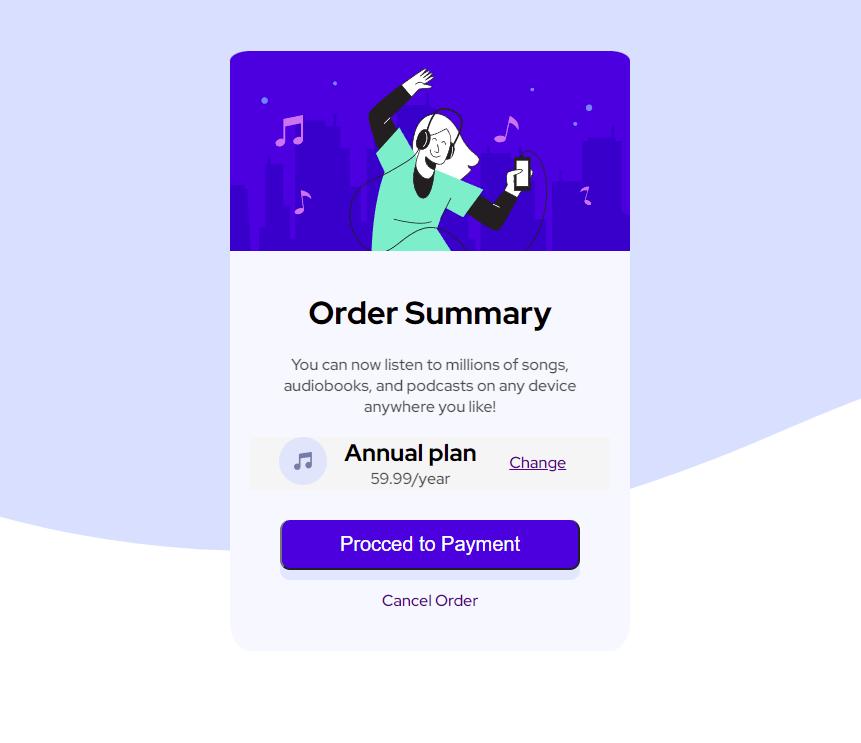 Order Summary
You can now listen to millions of songs,
audiobooks, and podcasts on any device
anywhere you like!
Annual plan
59.99/year
Change
Procced to Payment
Cancel Order